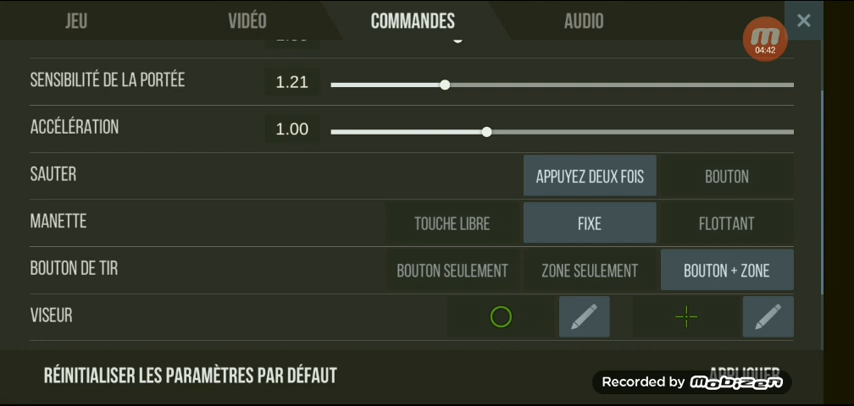 JEU VIDÉO COMMANDES AUDIO
04:42
SENSIBILITÉ DE LA PORTÉE 1.21
ACCÉLÉRATION 1.00
SAUTER APPUYEZ DEUX FOIS BOUTON
MANETTE TOUCHE LIBRE FIXE FLOTTANT
BOUTON DE TIR BOUTON SEULEMENT ZONE SEULEMENT BOUTON + ZONE
VISEUR
RÉINITIALISER LES PARAMÈTRES PAR DÉFAUT APPLIQUER
Recorded by mobizen